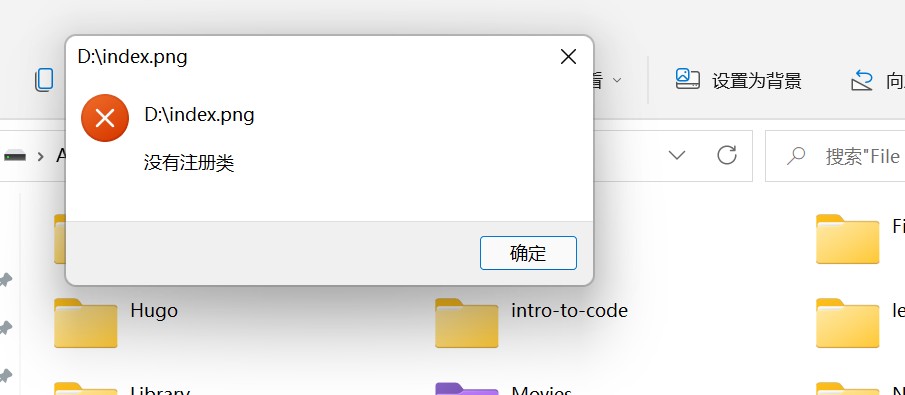 D:\index.png
D:\index.png
没有注册类
确定
看
设置为背景
向
A
搜索"File
Fi
Hugo
intro-to-code
le
Library
Movies